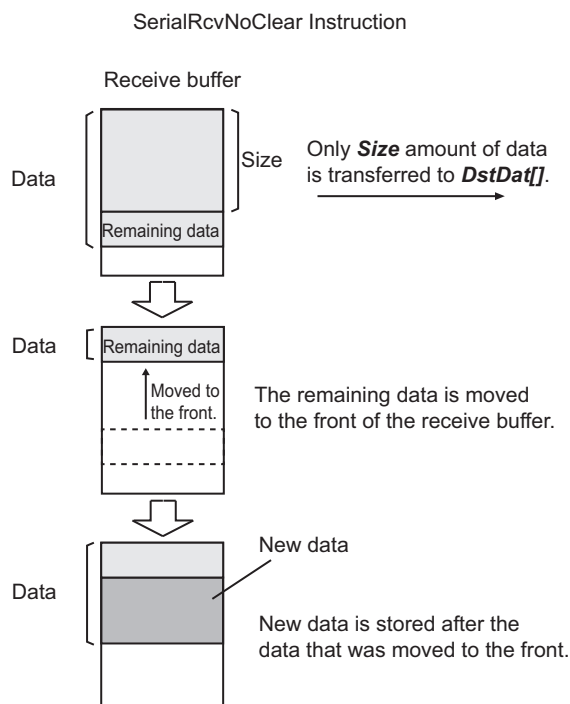 SerialRcvNoClear Instruction
Receive buffer
Data
Size
Only Size amount of data
is transferred to DstDat[].
Remaining data
Data
Remaining data
Moved to
the front.
The remaining data is moved
to the front of the receive buffer.
New data
Data
New data is stored after the
data that was moved to the front.